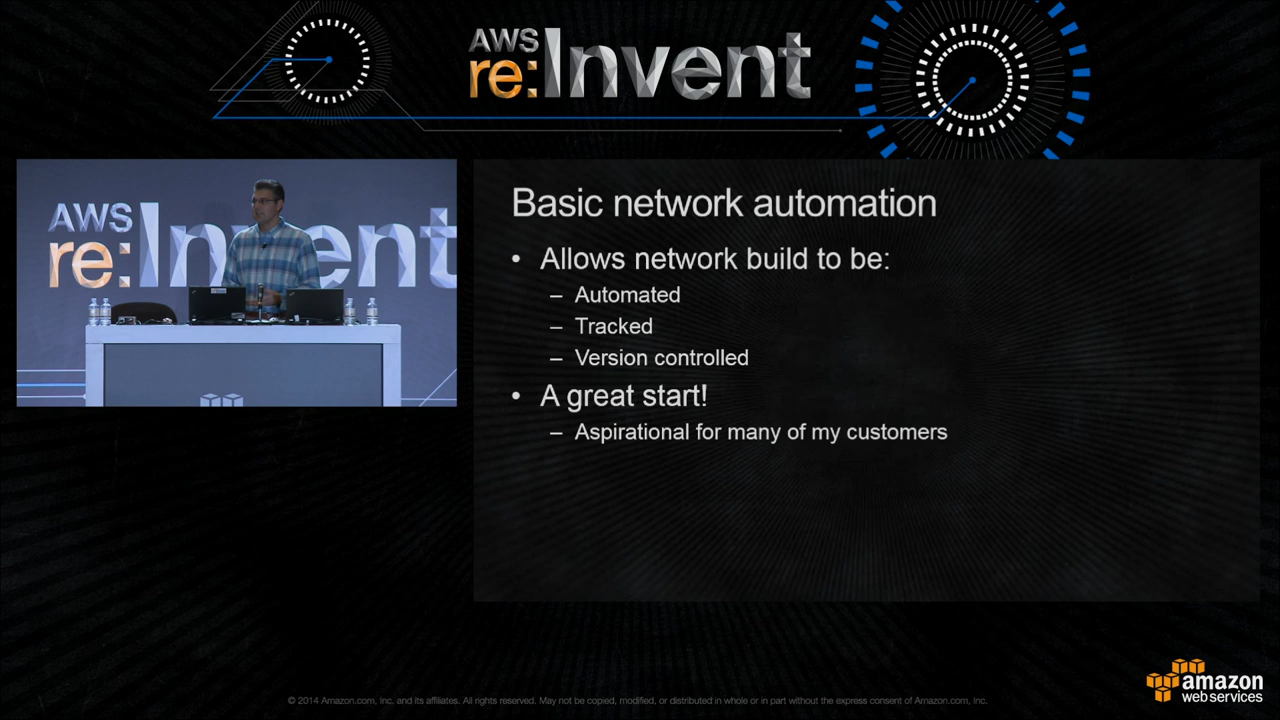 AWS
re:Invent
AWS
re:Invent
Basic network automation
• Allows network build to be:
– Automated
– Tracked
– Version controlled
• A great start!
– Aspirational for many of my customers
amazon
web services
© 2014 Amazon.com, Inc. and its affiliates. All rights reserved. May not be copied, modified, or distributed in whole or in part without the express consent of Amazon.com, Inc.